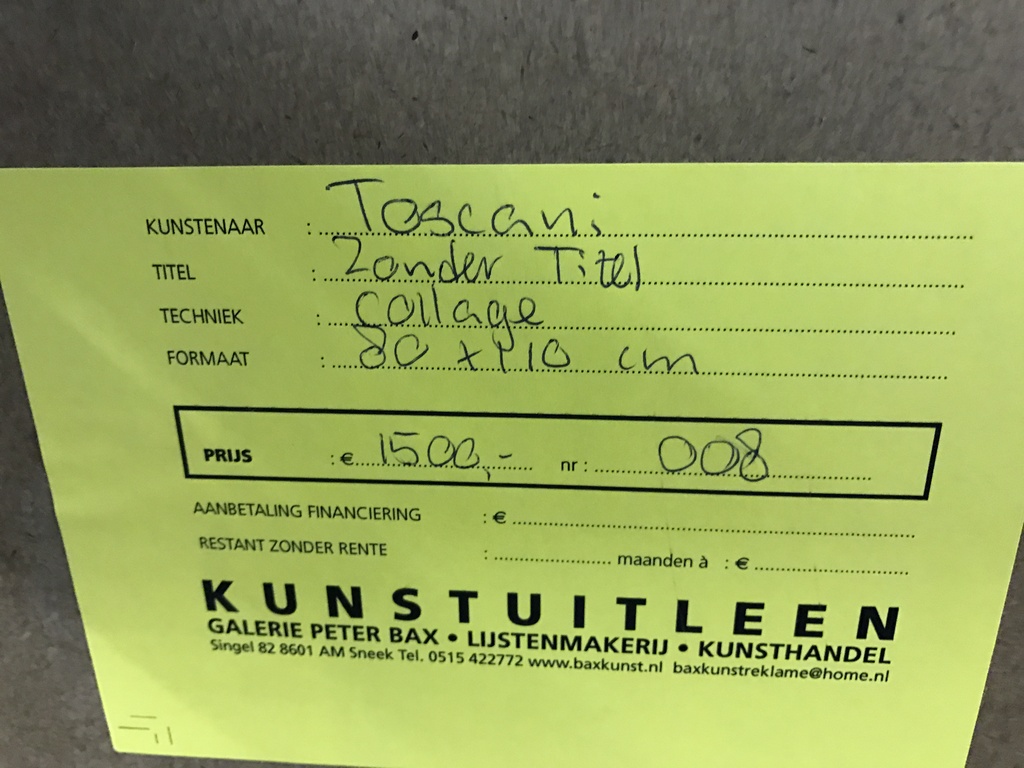 KUNSTENAAR : Toscani
TITEL : Zonder Titel
TECHNIEK : collage
FORMAAT : 80 x 110 cm
PRIJS : € 1500,- nr : 008
AANBETALING FINANCIERING : €
RESTANT ZONDER RENTE : maanden à : €
KUNSTUITLEEN
GALERIE PETER BAX • LIJSTENMAKERIJ • KUNSTHANDEL
Singel 82 8601 AM Sneek Tel. 0515 422772 www.baxkunst.nl baxkunstreklame@home.nl